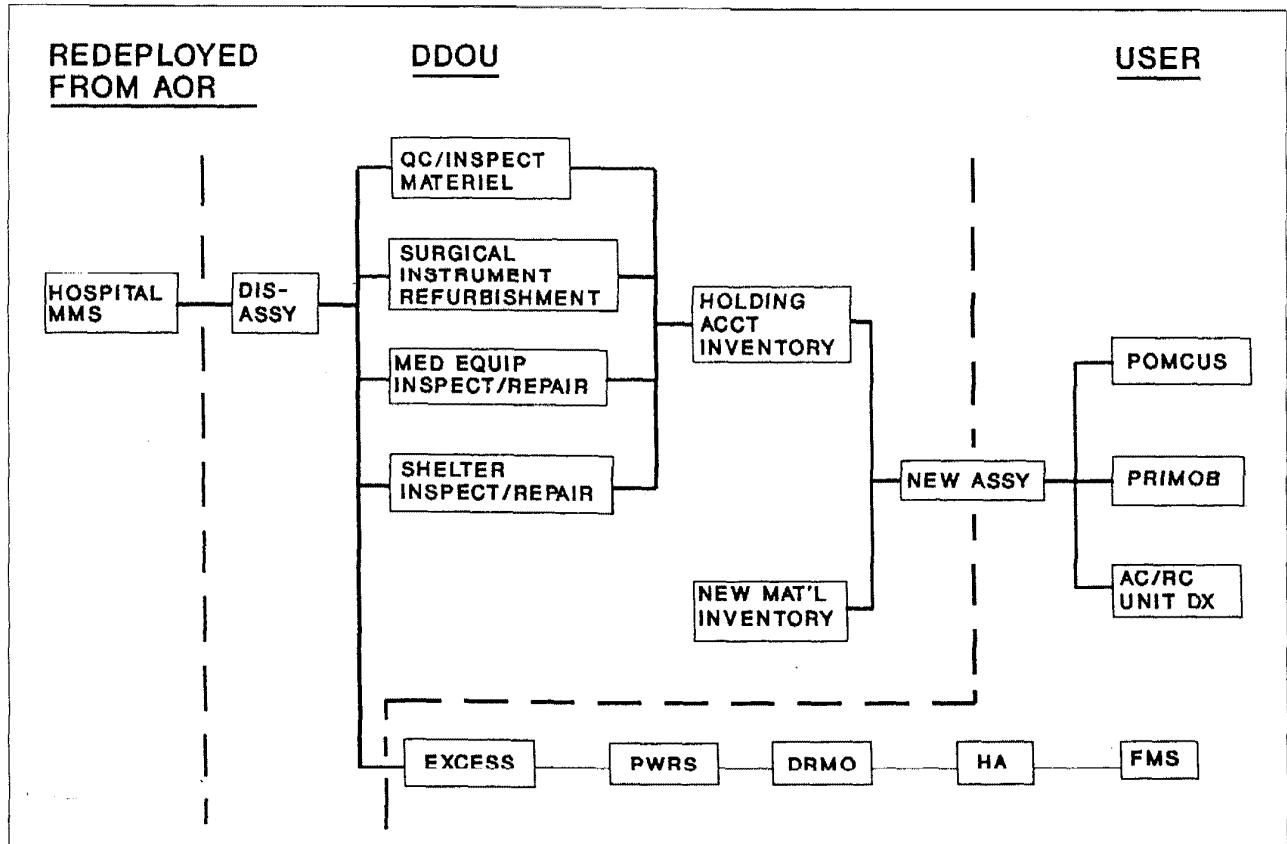 REDEPLOYED
FROM AOR
DDOU
USER
QC/INSPECT
MATERIEL
SURGICAL
INSTRUMENT
REFURBISHMENT
HOSPITAL
MMS
DIS-
ASSY
HOLDING
ACCT
INVENTORY
MED EQUIP
INSPECT/REPAIR
POMCUS
SHELTER
INSPECT/REPAIR
NEW ASSY
PRIMOB
NEW MAT'L
INVENTORY
AC/RC
UNIT DX
EXCESS
PWRS
DRMO
HA
FMS